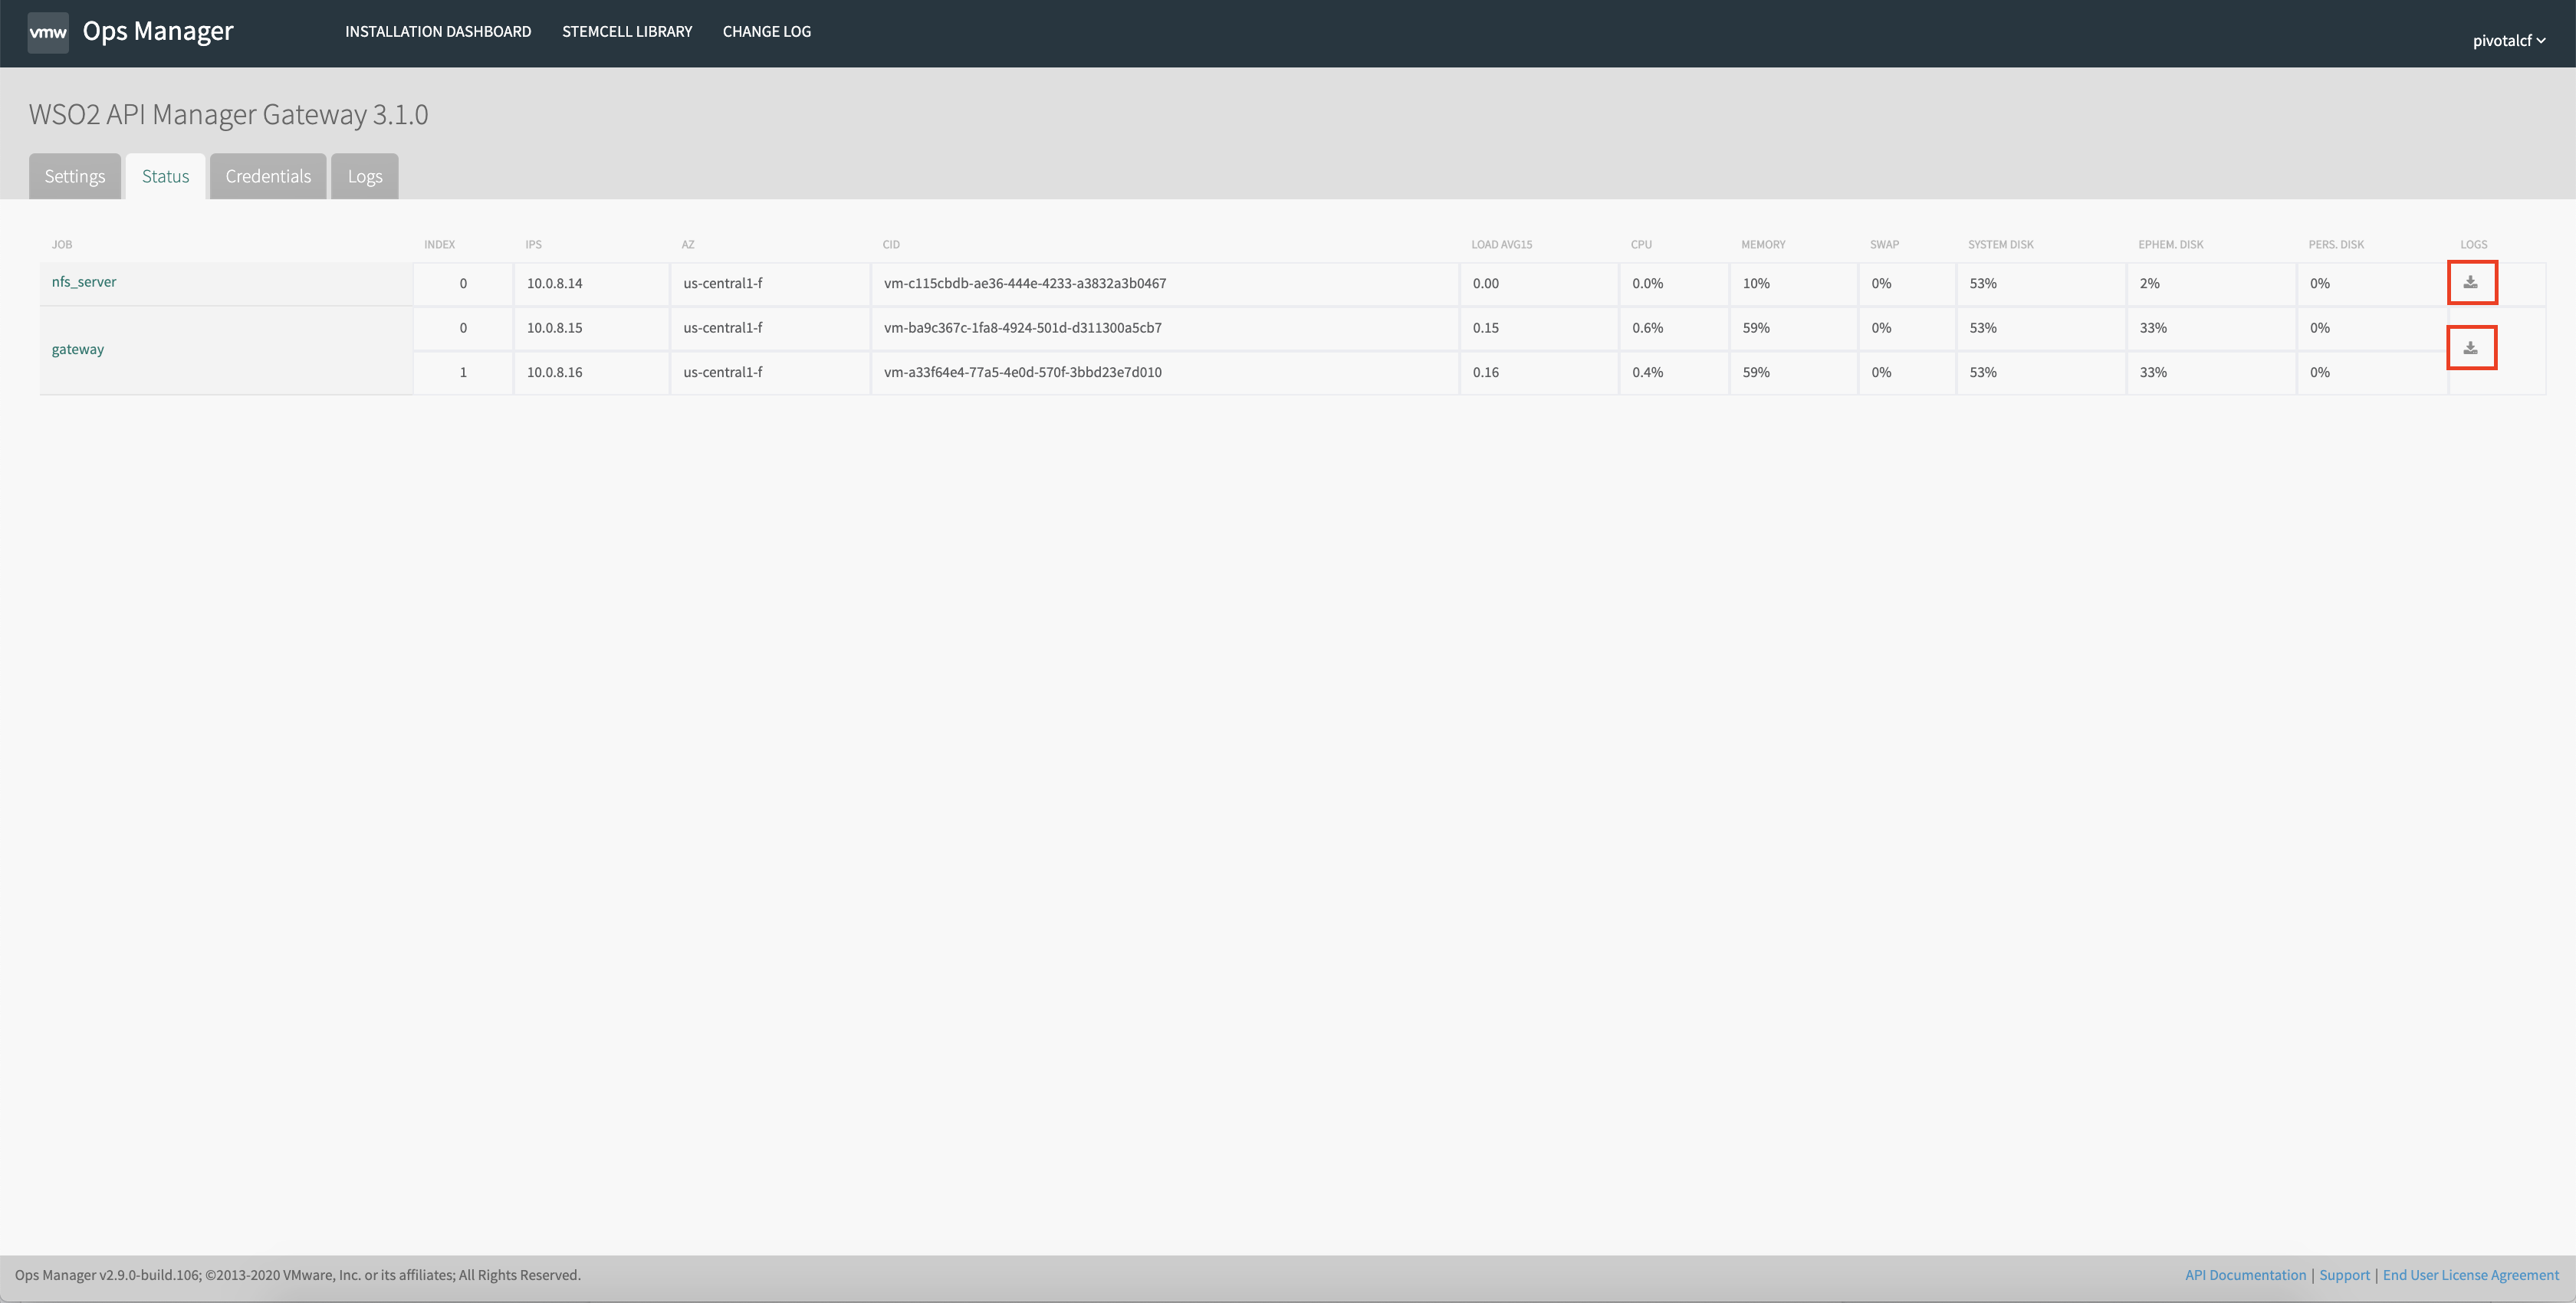 vmw Ops Manager INSTALLATION DASHBOARD STEMCELL LIBRARY CHANGE LOG pivotalcf
WSO2 API Manager Gateway 3.1.0
Settings Status Credentials Logs
JOB INDEX IPS AZ CID LOAD AVG15 CPU MEMORY SWAP SYSTEM DISK EPHEM. DISK PERS. DISK LOGS
nfs_server 0 10.0.8.14 us-central1-f vm-c115cbdb-ae36-444e-4233-a3832a3b0467 0.00 0.0% 10% 0% 53% 2% 0%
gateway 0 10.0.8.15 us-central1-f vm-ba9c367c-1fa8-4924-501d-d311300a5cb7 0.15 0.6% 59% 0% 53% 33% 0%
1 10.0.8.16 us-central1-f vm-a33f64e4-77a5-4e0d-570f-3bbd23e7d010 0.16 0.4% 59% 0% 53% 33% 0%
Ops Manager v2.9.0-build.106; ©2013-2020 VMware, Inc. or its affiliates; All Rights Reserved. API Documentation | Support | End User License Agreement